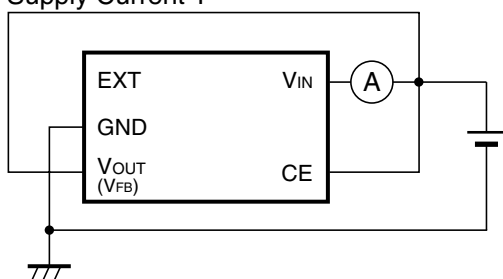 Supply Current 1
EXT
VIN
A
GND
VOUT
(VFB)
CE